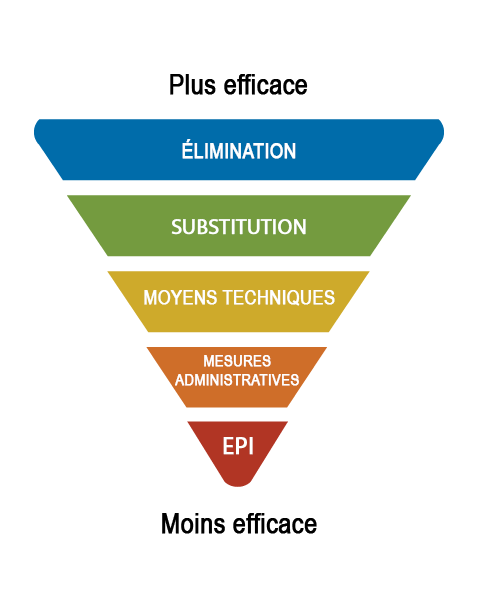 Plus efficace
ÉLIMINATION
SUBSTITUTION
MOYENS TECHNIQUES
MESURES
ADMINISTRATIVES
EPI
Moins efficace